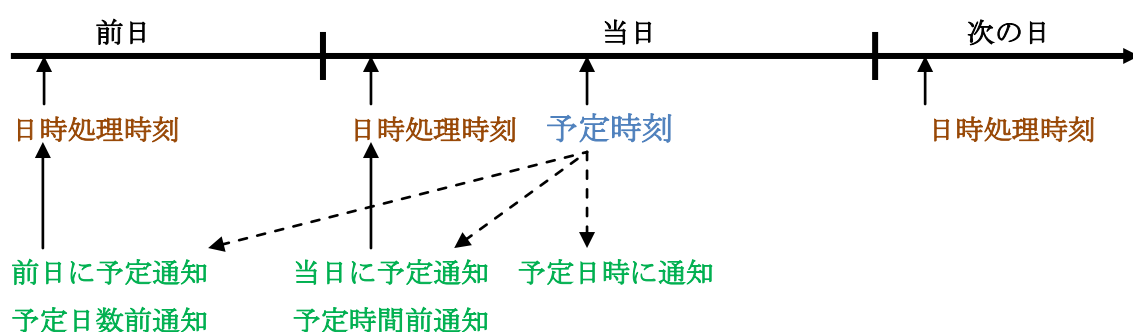 前日 当日 次の日
日時処理時刻 日時処理時刻 予定時刻 日時処理時刻
前日に予定通知 当日に予定通知 予定日時に通知
予定日数前通知 予定時間前通知